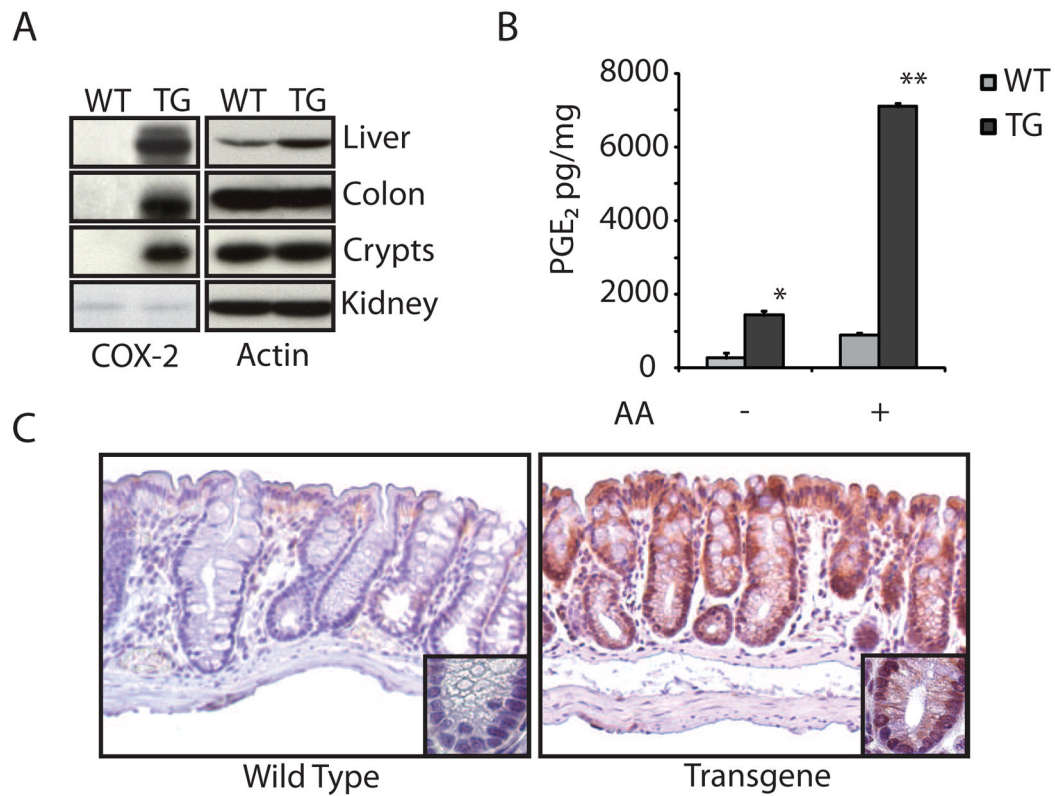 A
WT TG WT TG
Liver
Colon
Crypts
Kidney
COX-2 Actin
B
PGE₂ pg/mg
8000
6000
4000
2000
0
*
**
WT
TG
AA - +
C
Wild Type Transgene